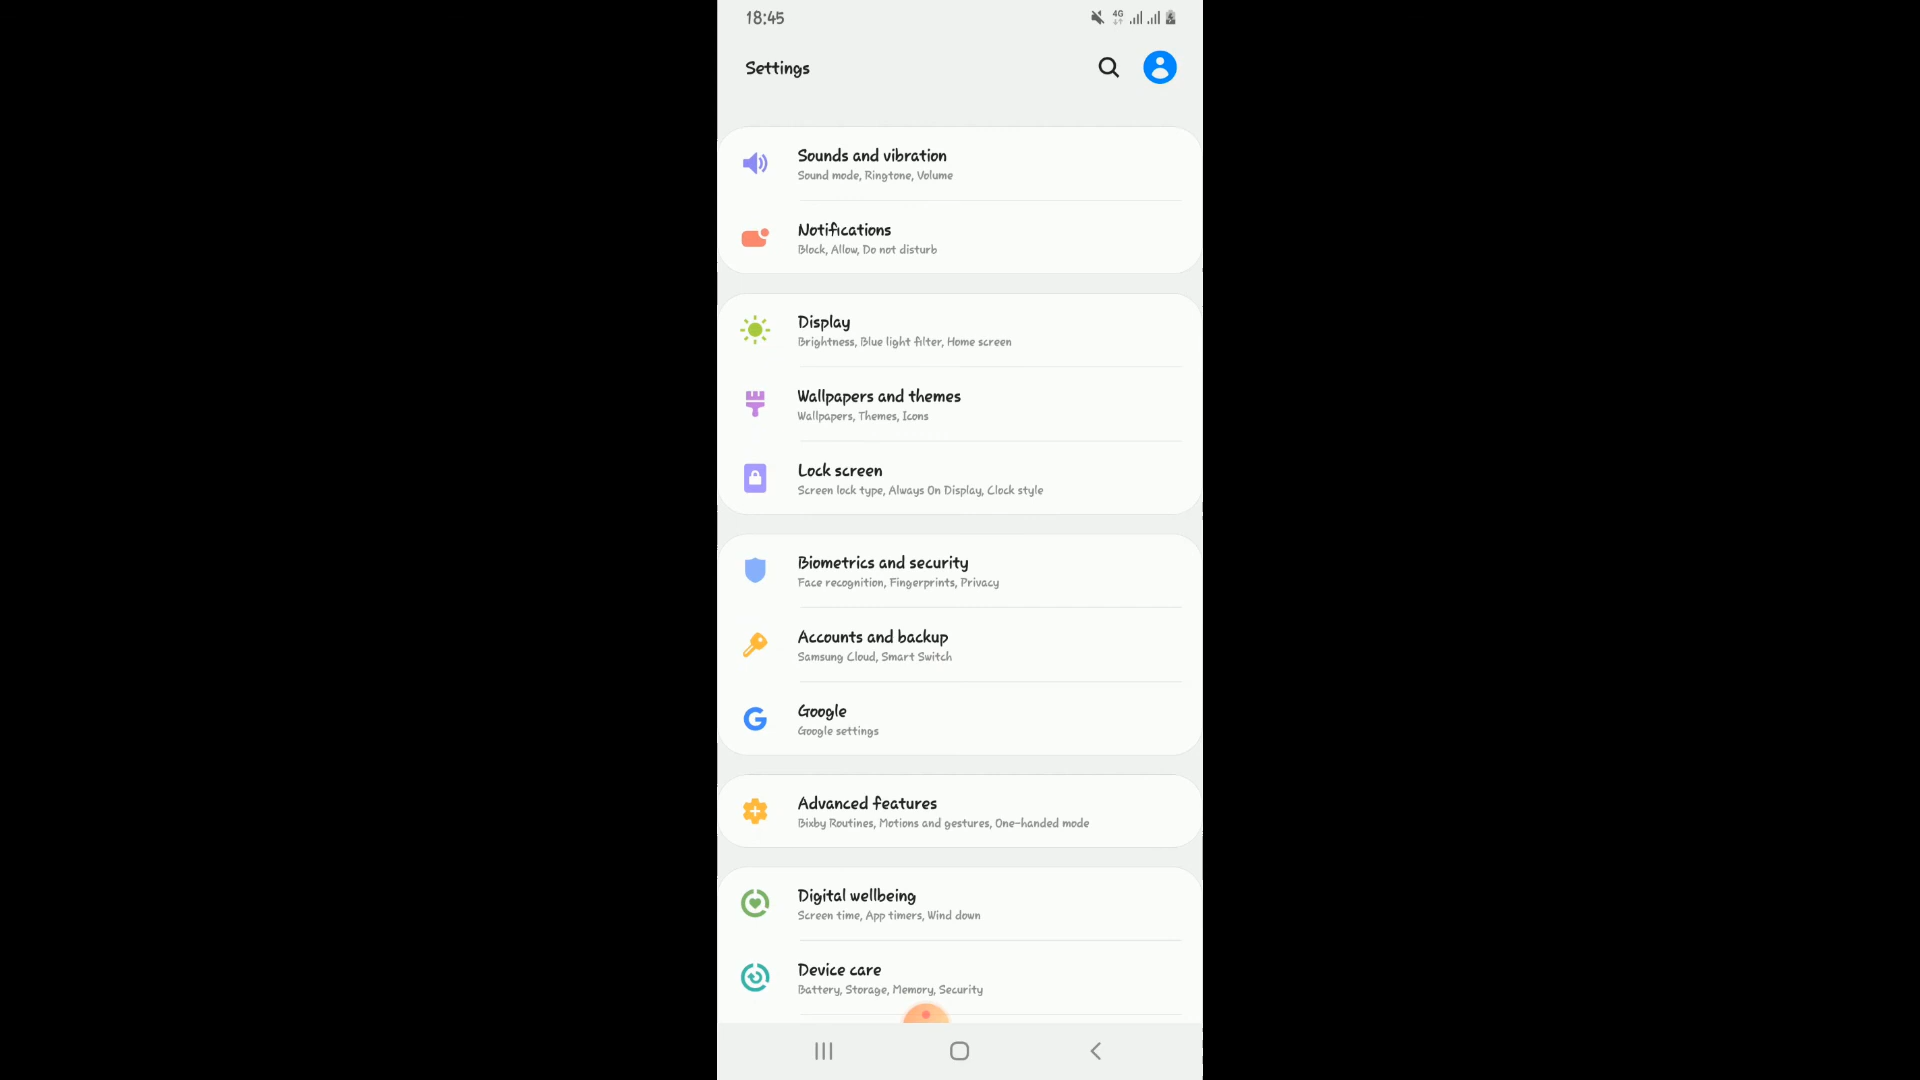 18:45
4G
Settings
Sounds and vibration
Sound mode, Ringtone, Volume
Notifications
Block, Allow, Do not disturb
Display
Brightness, Blue light filter, Home screen
Wallpapers and themes
Wallpapers, Themes, Icons
Lock screen
Screen lock type, Always On Display, Clock style
Biometrics and security
Face recognition, Fingerprints, Privacy
Accounts and backup
Samsung Cloud, Smart Switch
Google
Google settings
Advanced features
Bixby Routines, Motions and gestures, One-handed mode
Digital wellbeing
Screen time, App timers, Wind down
Device care
Battery, Storage, Memory, Security